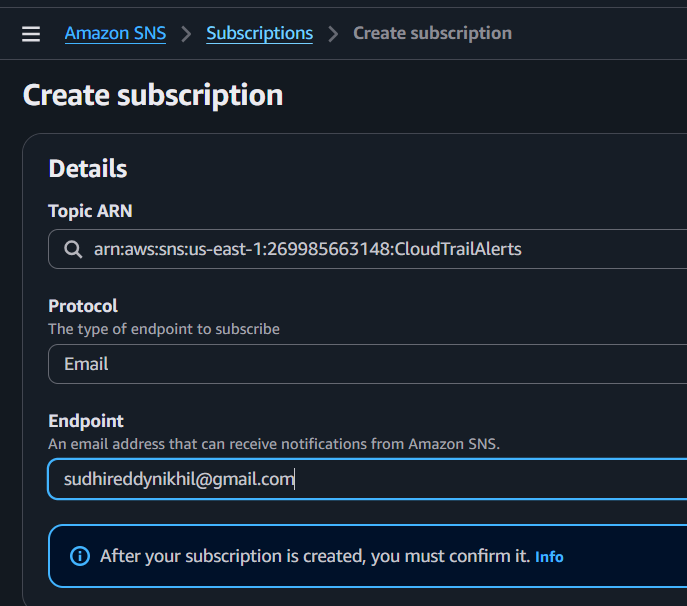 Amazon SNS > Subscriptions > Create subscription
Create subscription
Details
Topic ARN
arn:aws:sns:us-east-1:269985663148:CloudTrailAlerts
Protocol
The type of endpoint to subscribe
Email
Endpoint
An email address that can receive notifications from Amazon SNS.
sudhireddynikhil@gmail.com
After your subscription is created, you must confirm it. Info